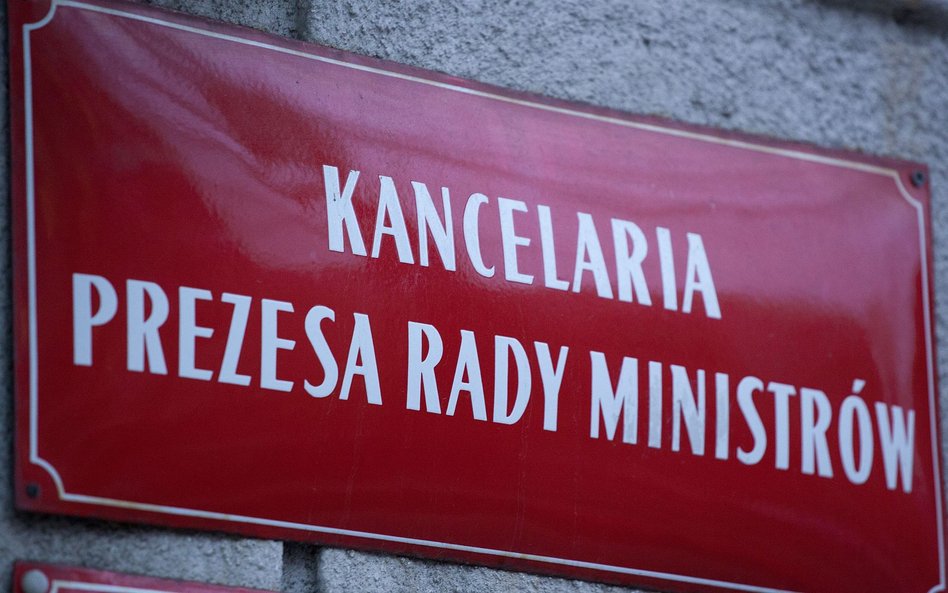 KANCELARIA
PREZESA RADY MINISTRÓW